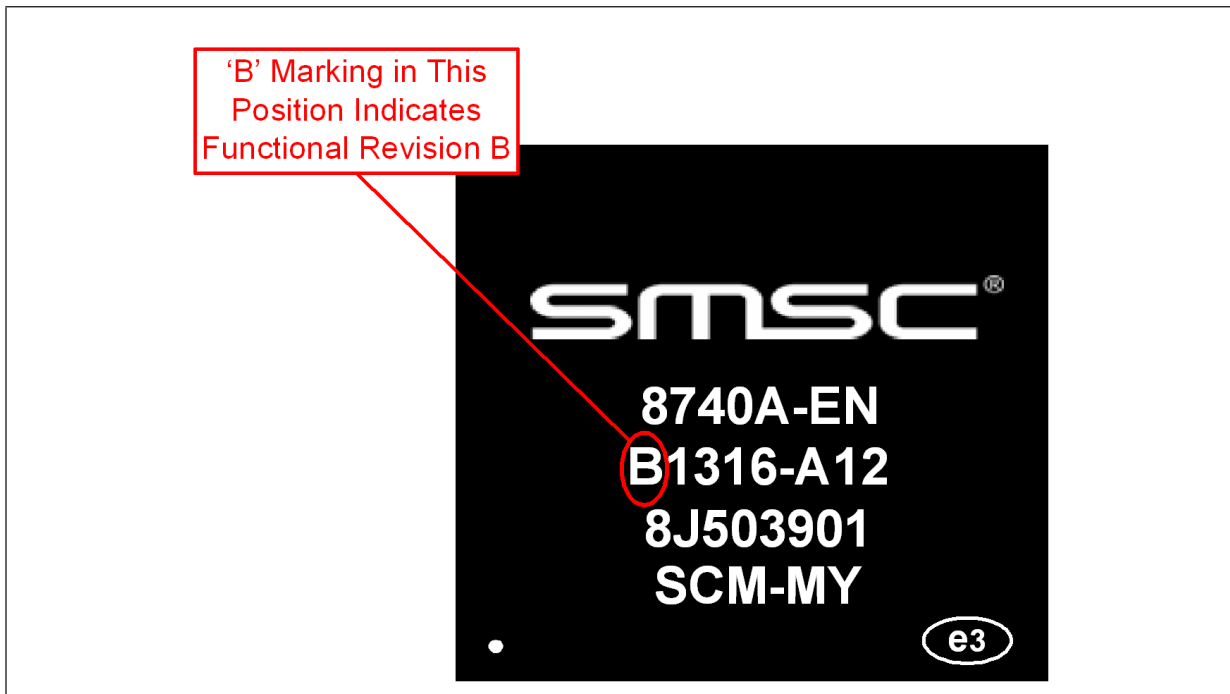 ‘B’ Marking in This
Position Indicates
Functional Revision B
smsc®
8740A-EN
B1316-A12
8J503901
SCM-MY
e3